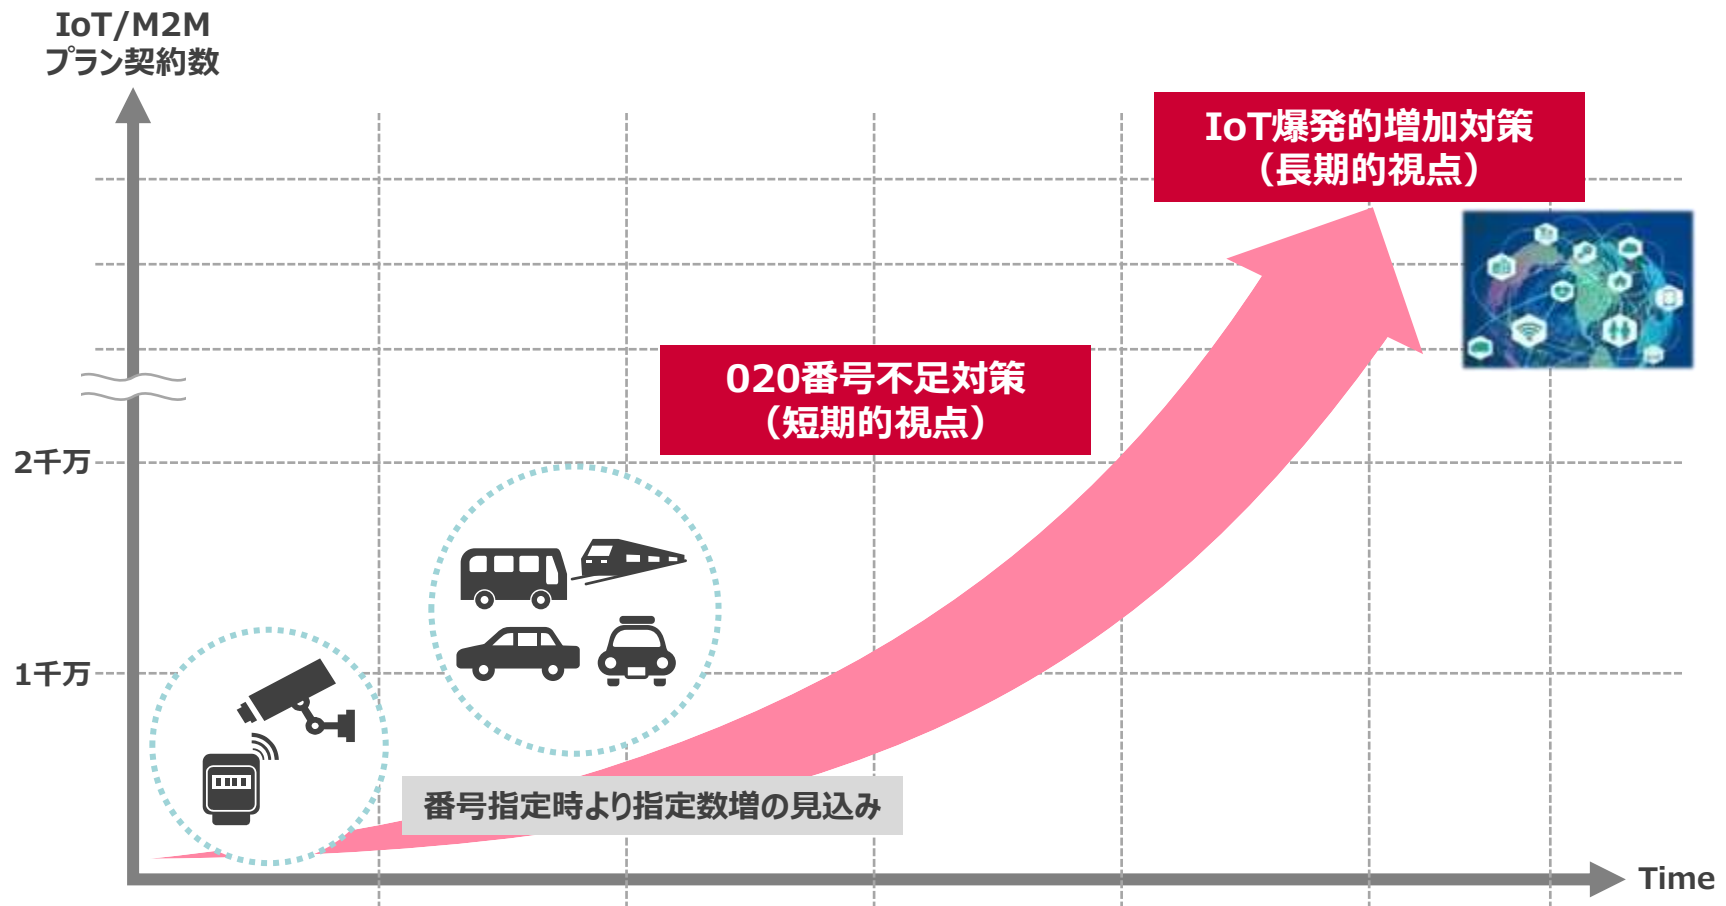 IoT/M2M
プラン契約数
IoT爆発的増加対策
（長期的視点）
020番号不足対策
（短期的視点）
2千万
1千万
番号指定時より指定数増の見込み
Time